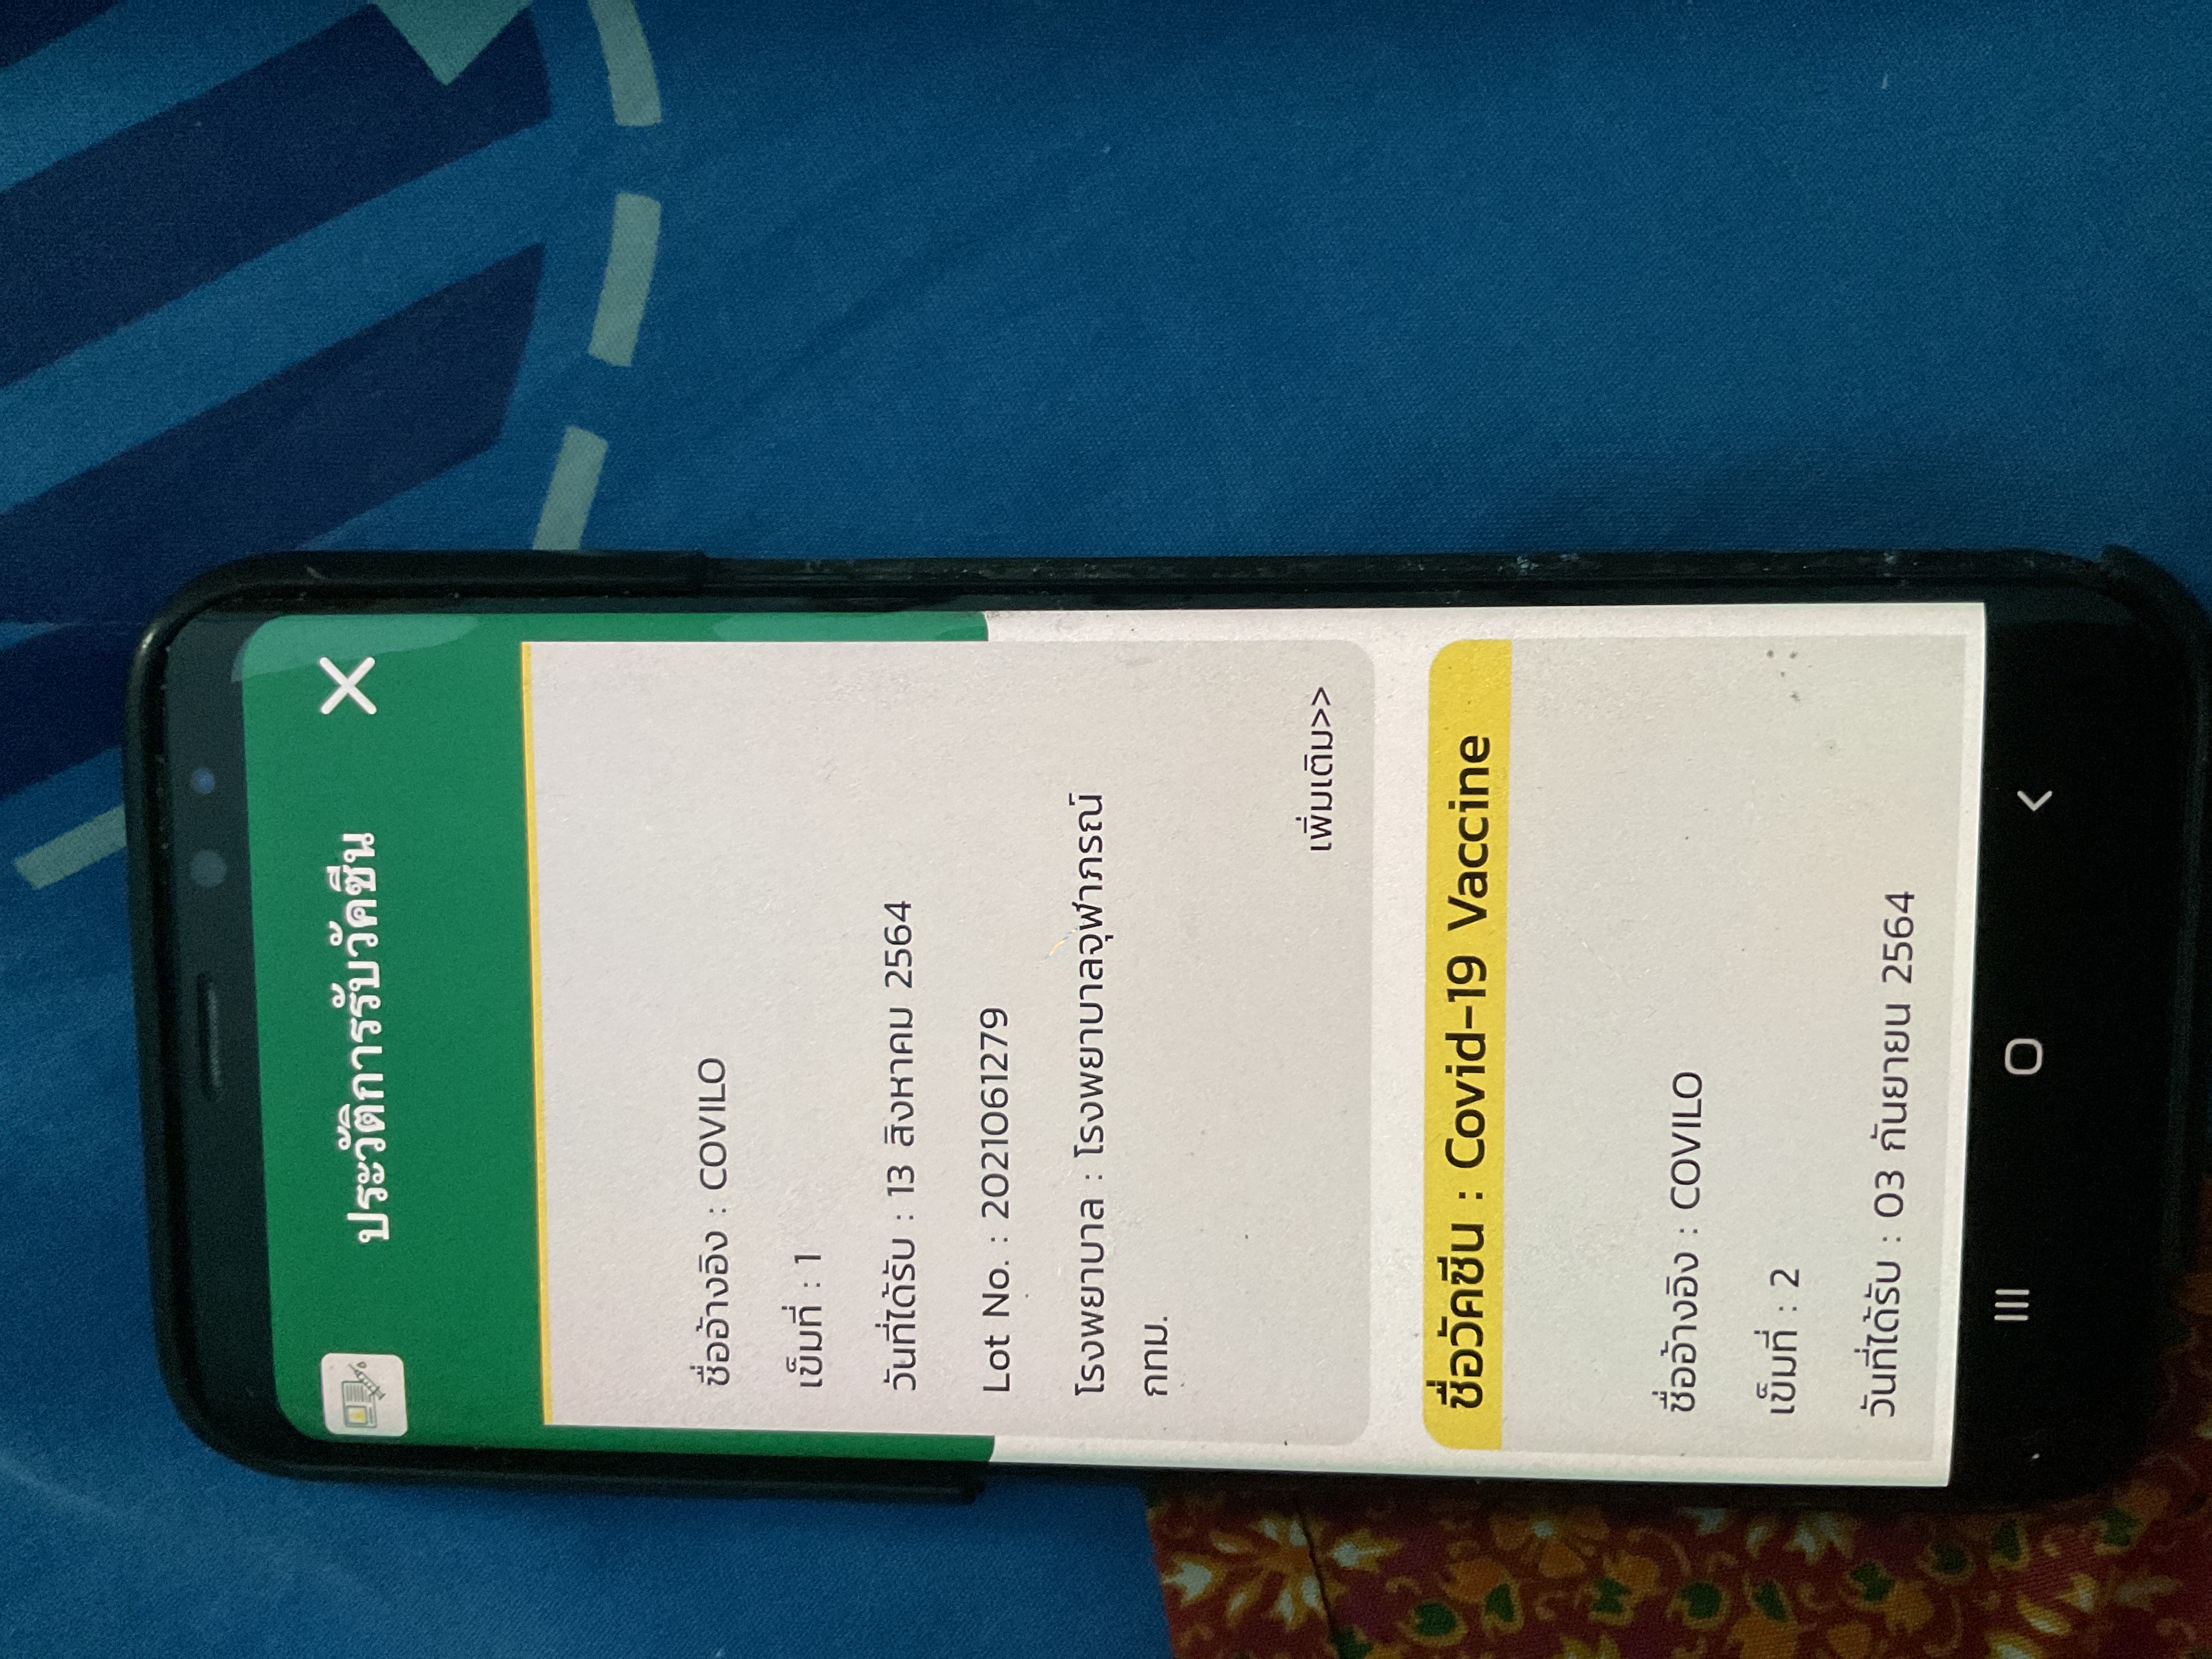 ประวัติการรับวัคซีน
ชื่ออ้างอิง : COVILO
เข็มที่ : 1
วันที่ได้รับ : 13 สิงหาคม 2564
Lot No. : 2021061279
โรงพยาบาล : โรงพยาบาลจุฬาภรณ์
กทม.
เพิ่มเติม>>
ชื่อวัคซีน : Covid-19 Vaccine
ชื่ออ้างอิง : COVILO
เข็มที่ : 2
วันที่ได้รับ : 03 กันยายน 2564